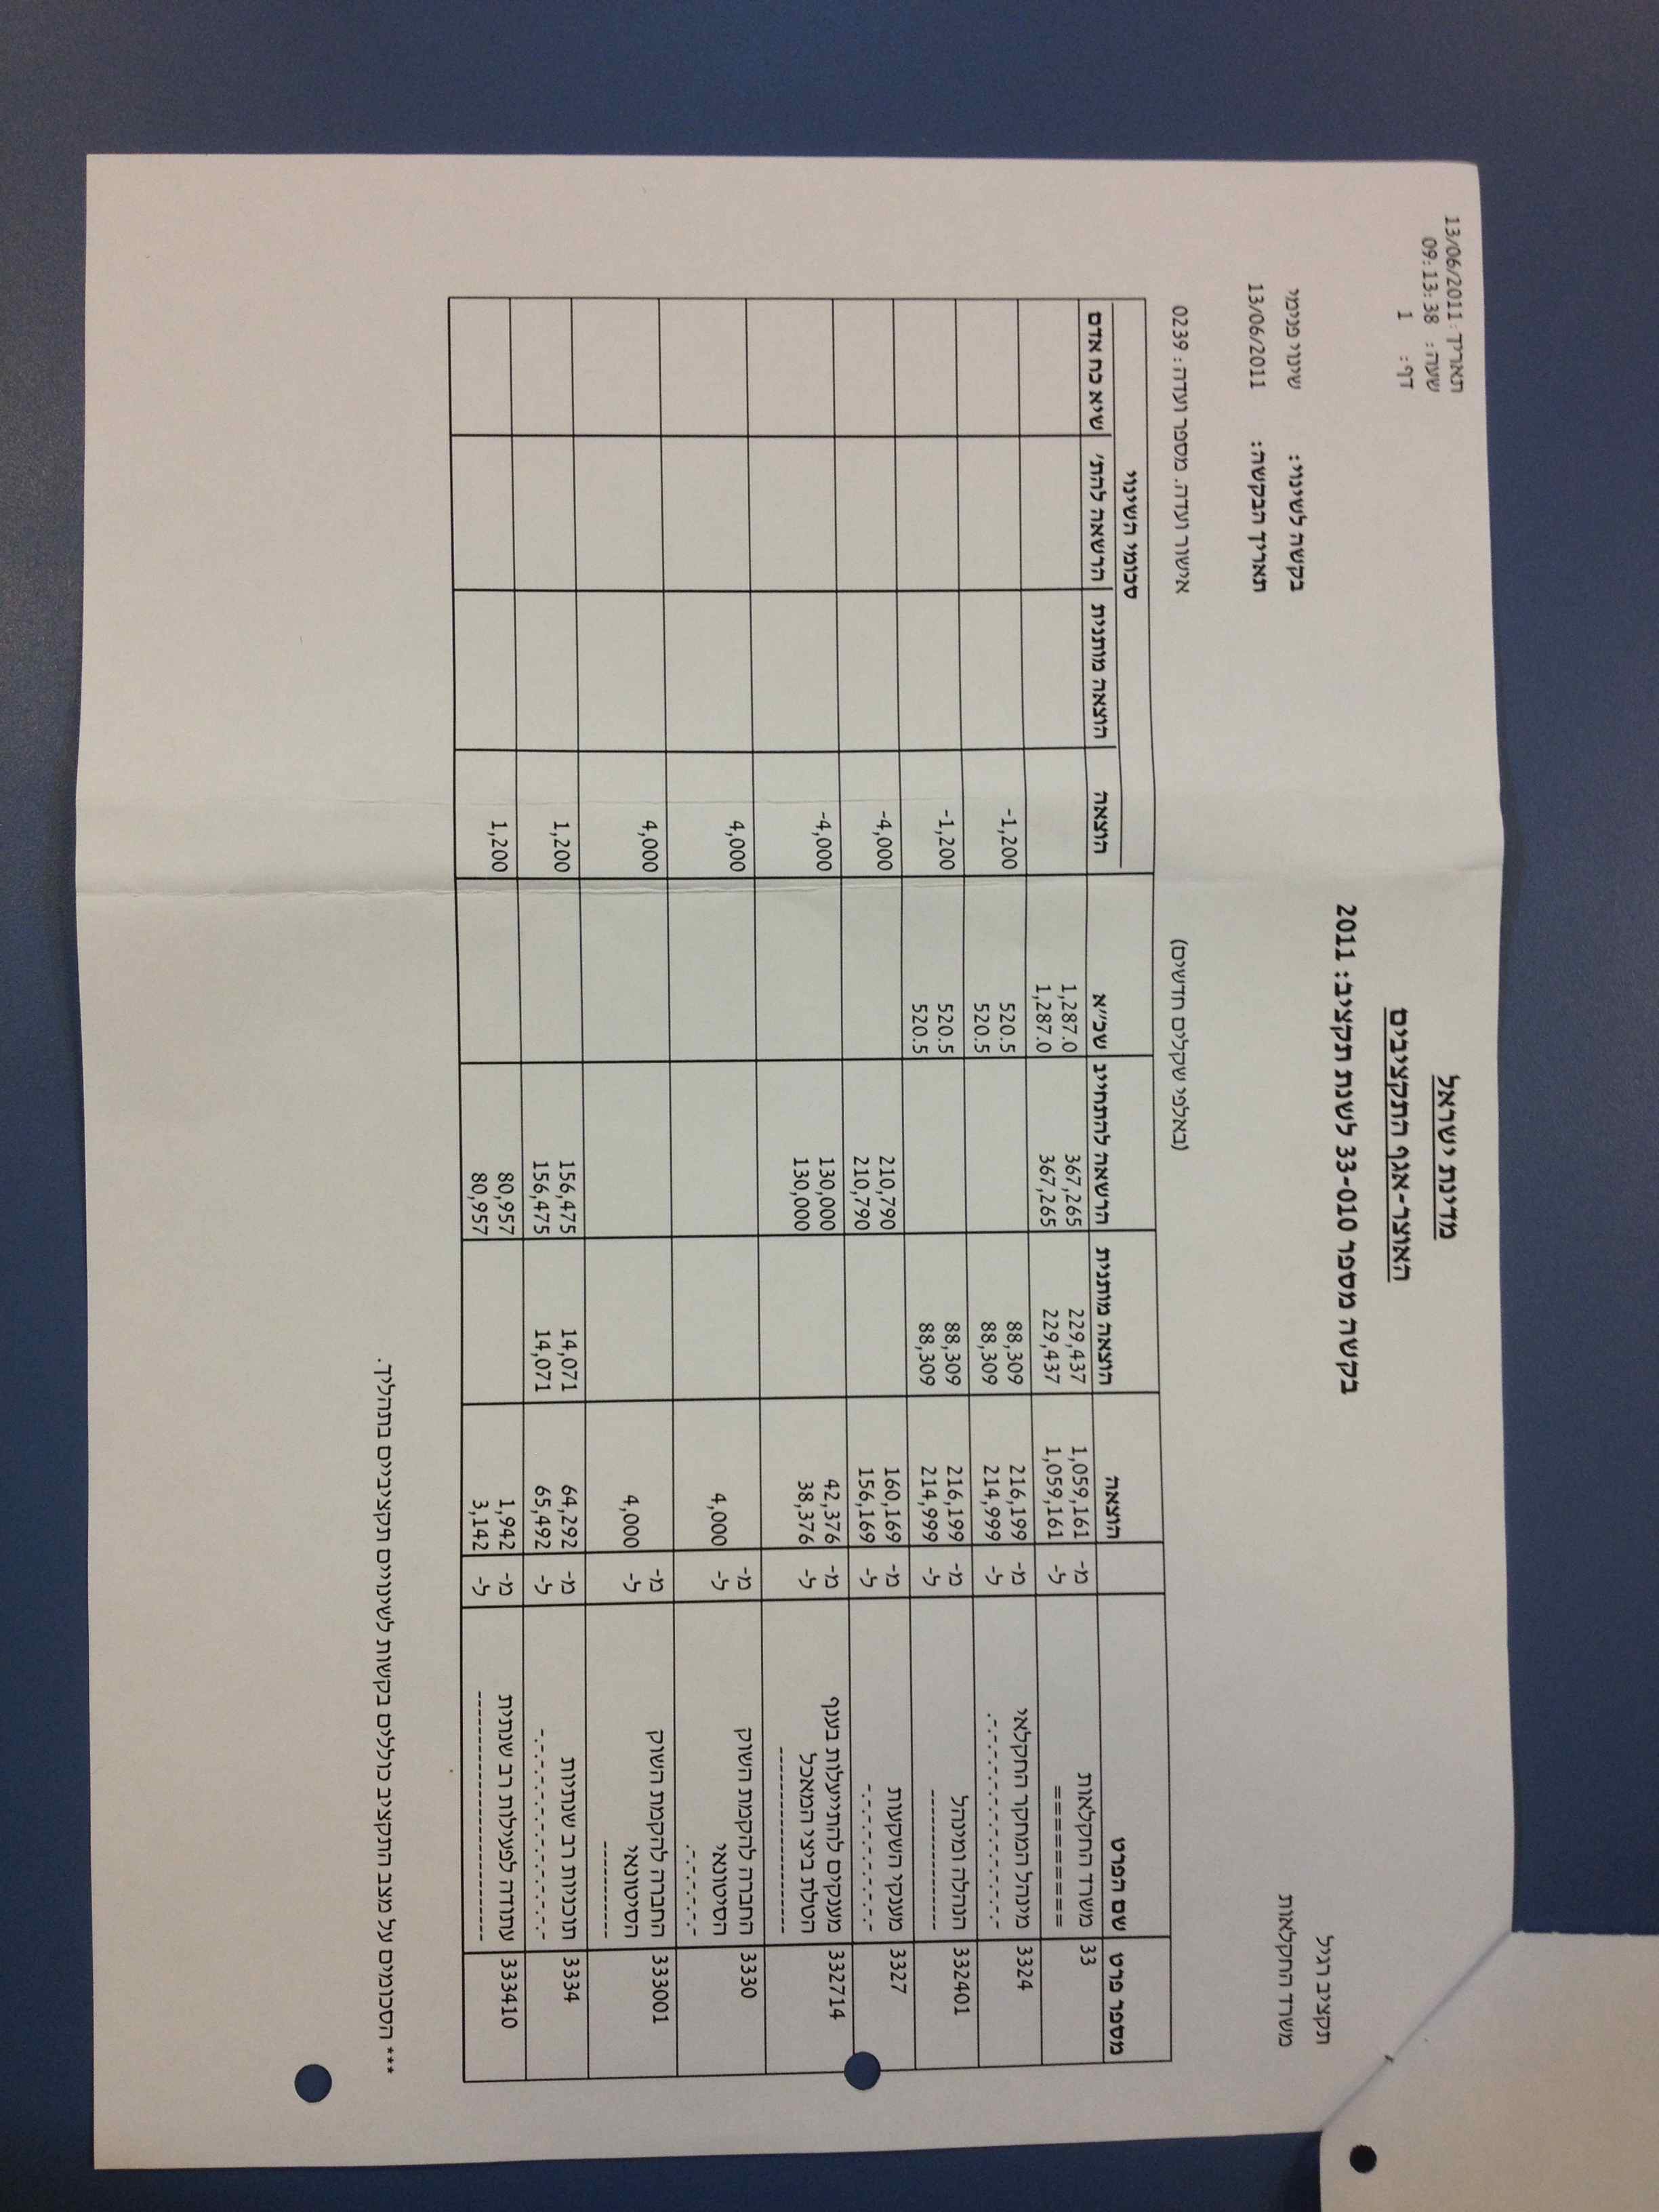 תאריך: 13/06/2011
שעה: 09:13:38
דף: 1
מדינת ישראל
האוצר-אגף התקציבים
בקשה מספר 33-010 לשנת תקציב: 2011
תקציב רגיל
משרד החקלאות
בקשה לשינוי: שינוי פנימי
תאריך הבקשה: 13/06/2011
(באלפי שקלים חדשים)
אישור ועדה. מספר ועדה: 0239
סכומי השינוי
מספר פרט שם הפרט הוצאה הוצאה מותנית הרשאה להתחייב שכ״א הוצאה הוצאה מותנית הרשאה להת׳ שיא כח אדם
33 משרד החקלאות מ- 1,059,161 229,437 367,265 1,287.0
========= ל- 1,059,161 229,437 367,265 1,287.0
3324 מינהל המחקר החקלאי מ- 216,199 88,309 520.5 -1,200
-.-.-.-.-.-.-.-.-.-. ל- 214,999 88,309 520.5
332401 הנהלה ומינהל מ- 216,199 88,309 520.5 -1,200
------------- ל- 214,999 88,309 520.5
3327 מענקי השקעות מ- 160,169 210,790 -4,000
-.-.-.-.-.-.- ל- 156,169 210,790
332714 מענקים להתייעלות בענף מ- 42,376 130,000 -4,000
הטלת ביצי המאכל ל- 38,376 130,000
---------------------
3330 החברה להקמת השוק מ- 4,000
הסיטונאי ל- 4,000
-.-.-.-.-.
333001 החברה להקמת השוק מ- 4,000
הסיטונאי ל- 4,000
----------
3334 תוכניות רב שנתיות מ- 64,292 14,071 156,475 1,200
-.-.-.-.-.-.-.-.-.- ל- 65,492 14,071 156,475
333410 עתודה לפעילות רב שנתית מ- 1,942 80,957 1,200
------------------------- ל- 3,142 80,957
*** הסכומים על מצב התקציב כוללים בקשות לשינויים תקציביים בתהליך.